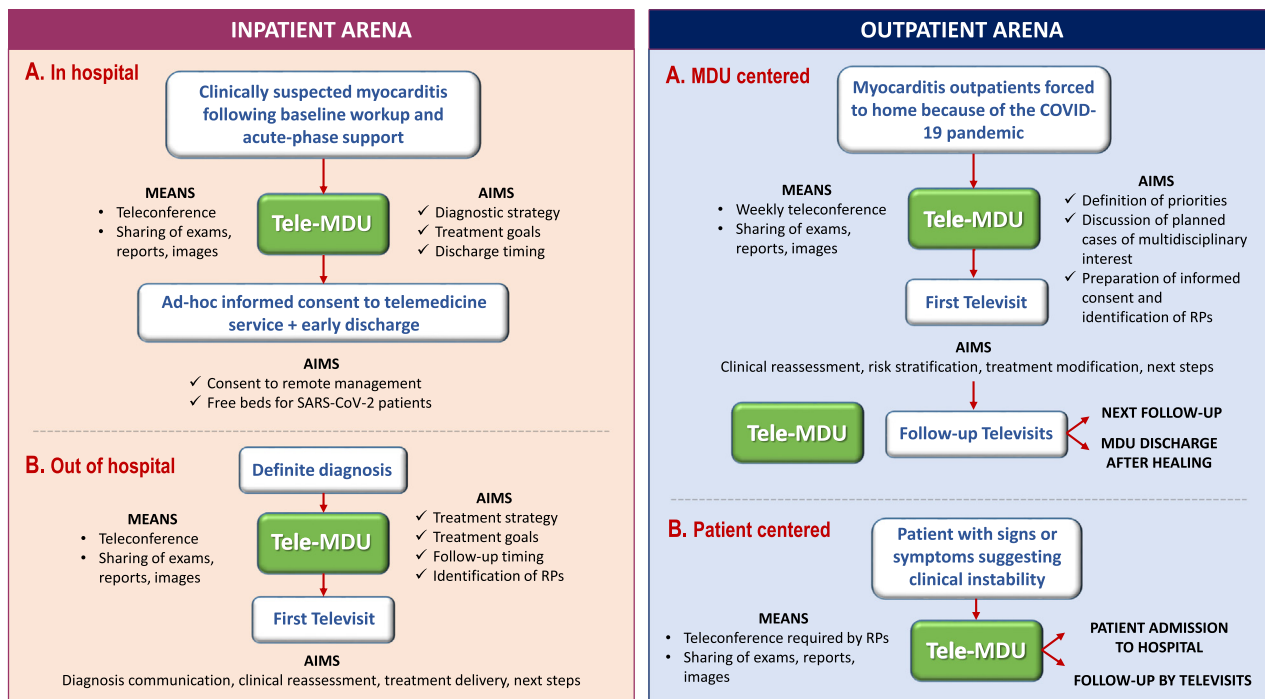 INPATIENT ARENA
A. In hospital
Clinically suspected myocarditis
following baseline workup and
acute-phase support
MEANS
• Teleconference
• Sharing of exams,
reports, images
Tele-MDU
AIMS
✓ Diagnostic strategy
✓ Treatment goals
✓ Discharge timing
Ad-hoc informed consent to telemedicine
service + early discharge
AIMS
✓ Consent to remote management
✓ Free beds for SARS-CoV-2 patients
B. Out of hospital
Definite diagnosis
MEANS
• Teleconference
• Sharing of exams,
reports, images
Tele-MDU
AIMS
✓ Treatment strategy
✓ Treatment goals
✓ Follow-up timing
✓ Identification of RPs
First Televisit
AIMS
Diagnosis communication, clinical reassessment, treatment delivery, next steps
OUTPATIENT ARENA
A. MDU centered
Myocarditis outpatients forced
to home because of the COVID-
19 pandemic
MEANS
• Weekly teleconference
• Sharing of exams,
reports, images
Tele-MDU
AIMS
✓ Definition of priorities
✓ Discussion of planned
cases of multidisciplinary
interest
✓ Preparation of informed
consent and
identification of RPs
First Televisit
AIMS
Clinical reassessment, risk stratification, treatment modification, next steps
Tele-MDU
Follow-up Televisits
NEXT FOLLOW-UP
MDU DISCHARGE
AFTER HEALING
B. Patient centered
Patient with signs or
symptoms suggesting
clinical instability
MEANS
• Teleconference required by RPs
• Sharing of exams, reports,
images
Tele-MDU
PATIENT ADMISSION
TO HOSPITAL
FOLLOW-UP BY TELEVISITS